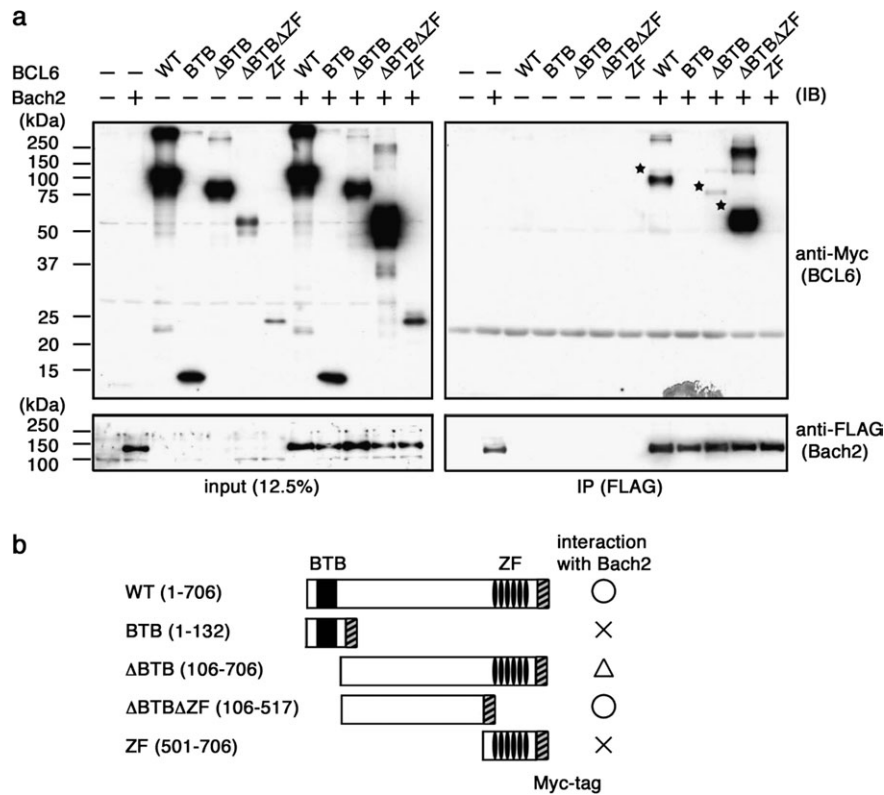 a
BCL6 − − WT BTB ΔBTB ΔBTBΔZF ZF WT BTB ΔBTB ΔBTBΔZF ZF − − WT BTB ΔBTB ΔBTBΔZF ZF WT BTB ΔBTB ΔBTBΔZF ZF
Bach2 − + − − − − − + + + + + − + − − − − − + + + + + (IB)
(kDa)
250
150
100
75
50
37
25
20
15
anti-Myc
(BCL6)
(kDa)
250
150
100
anti-FLAG
(Bach2)
input (12.5%) IP (FLAG)
b
BTB ZF interaction
with Bach2
WT (1-706)
BTB (1-132)
ΔBTB (106-706)
ΔBTBΔZF (106-517)
ZF (501-706)
Myc-tag